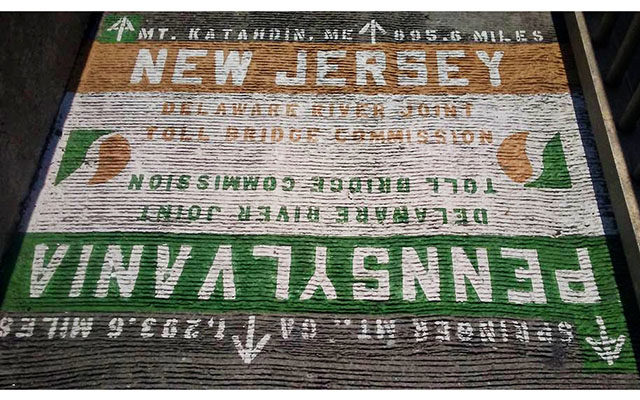 MT. KATAHDIN, ME 895.6 MILES
NEW JERSEY
DELAWARE RIVER JOINT
TOLL BRIDGE COMMISSION
SPRINGER MT., GA 1,293.6 MILES
PENNSYLVANIA
DELAWARE RIVER JOINT
TOLL BRIDGE COMMISSION